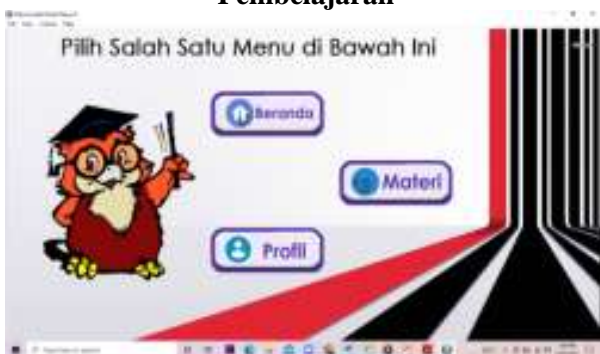 Pembelajaran
Pilih Salah Satu Menu di Bawah Ini
Beranda
Materi
Profil